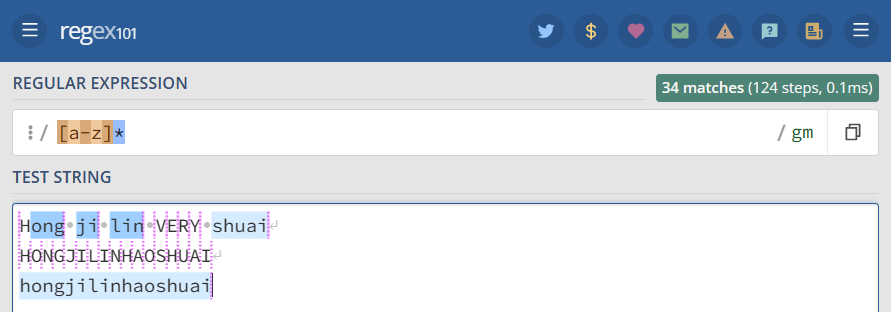 regex101
REGULAR EXPRESSION
34 matches (124 steps, 0.1ms)
/ [a-z]* / gm
TEST STRING
Hong ji lin VERY shuai
HONGJILINHAOSHUAI
hongjilinhaoshuai